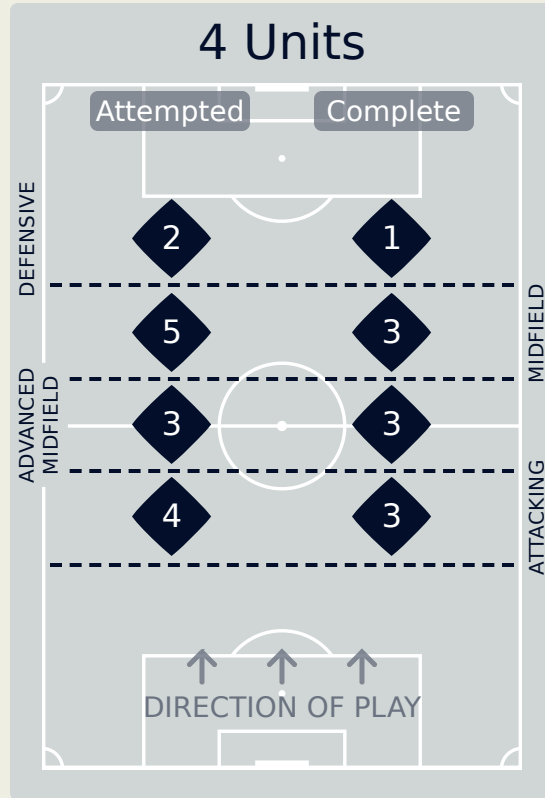 4 Units
Attempted Complete
DEFENSIVE
2 1
MIDFIELD
5 3
ADVANCED
MIDFIELD
3 3
ATTACKING
4 3
DIRECTION OF PLAY